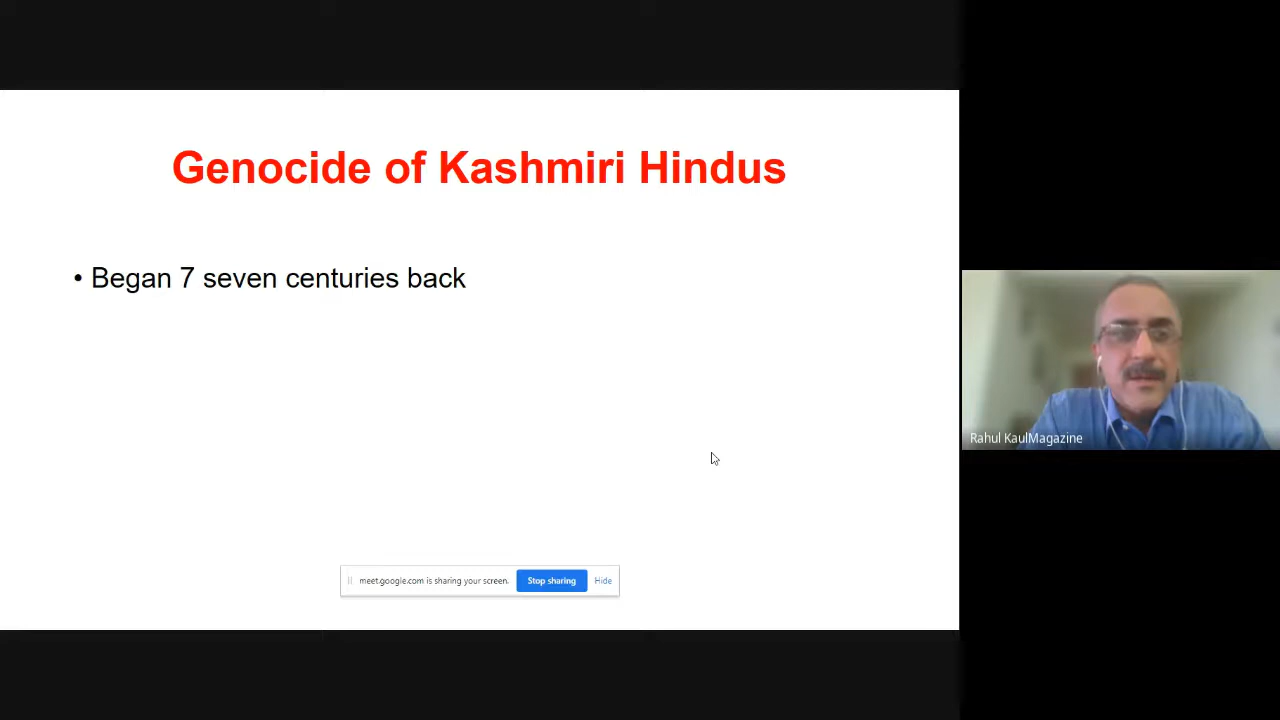 Genocide of Kashmiri Hindus
• Began 7 seven centuries back
Rahul KaulMagazine
meet.google.com is sharing your screen. Stop sharing Hide